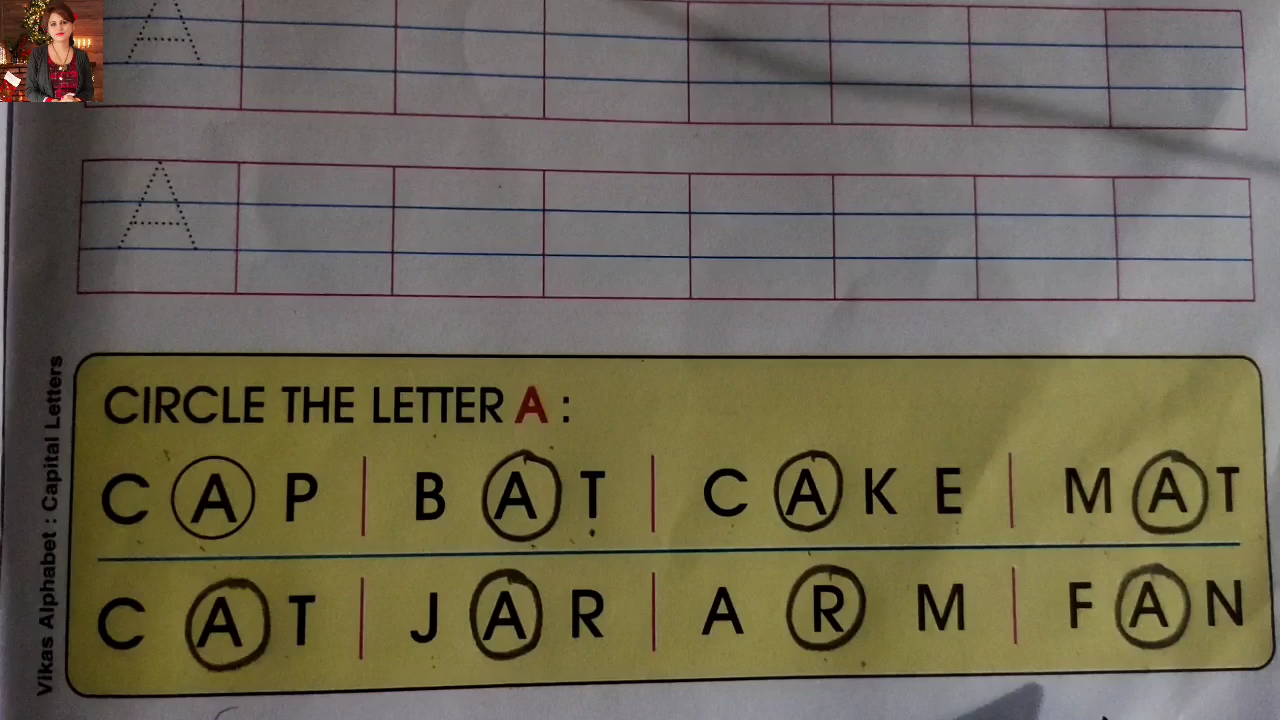 A
A
CIRCLE THE LETTER A :
C A P | B A T | C A K E | M A T
C A T | J A R | A R M | F A N
Vikas Alphabet : Capital Letters